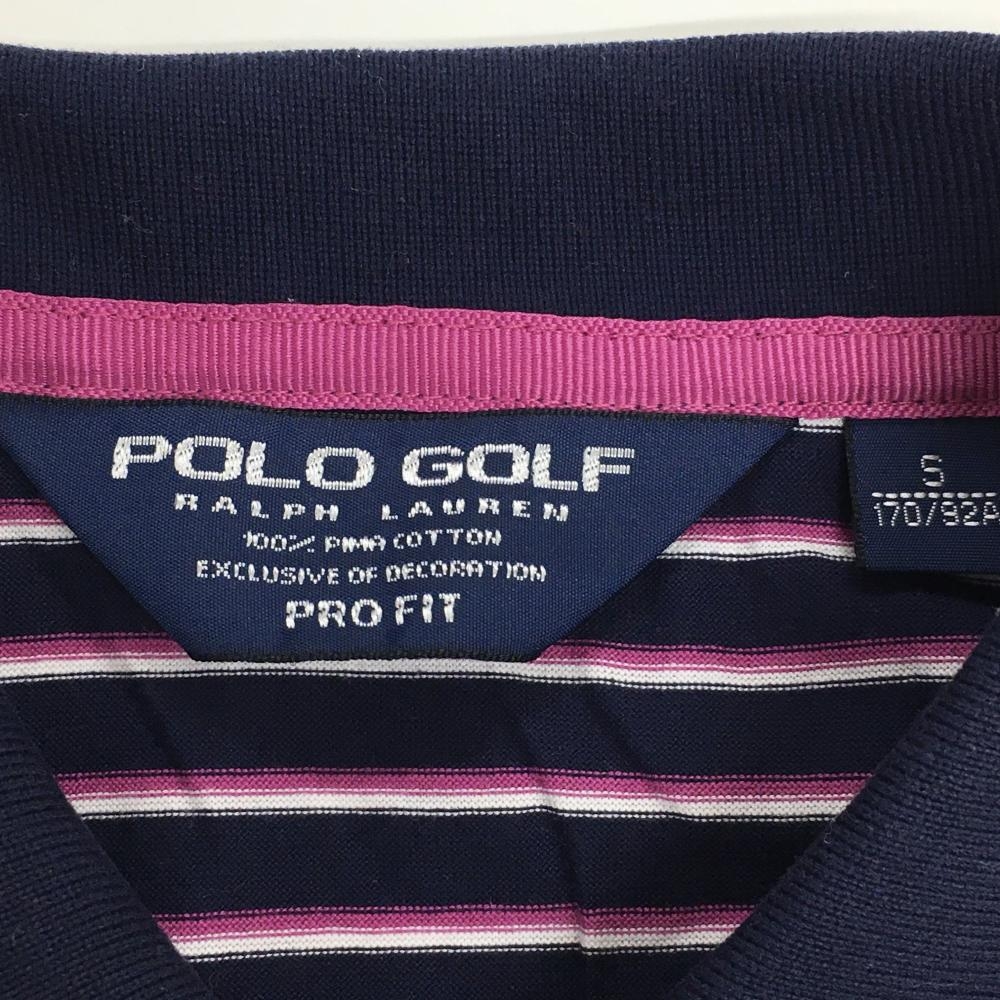 POLO GOLF
RALPH LAUREN
100% PIMA COTTON
EXCLUSIVE OF DECORATION
PRO FIT
S
170/92A